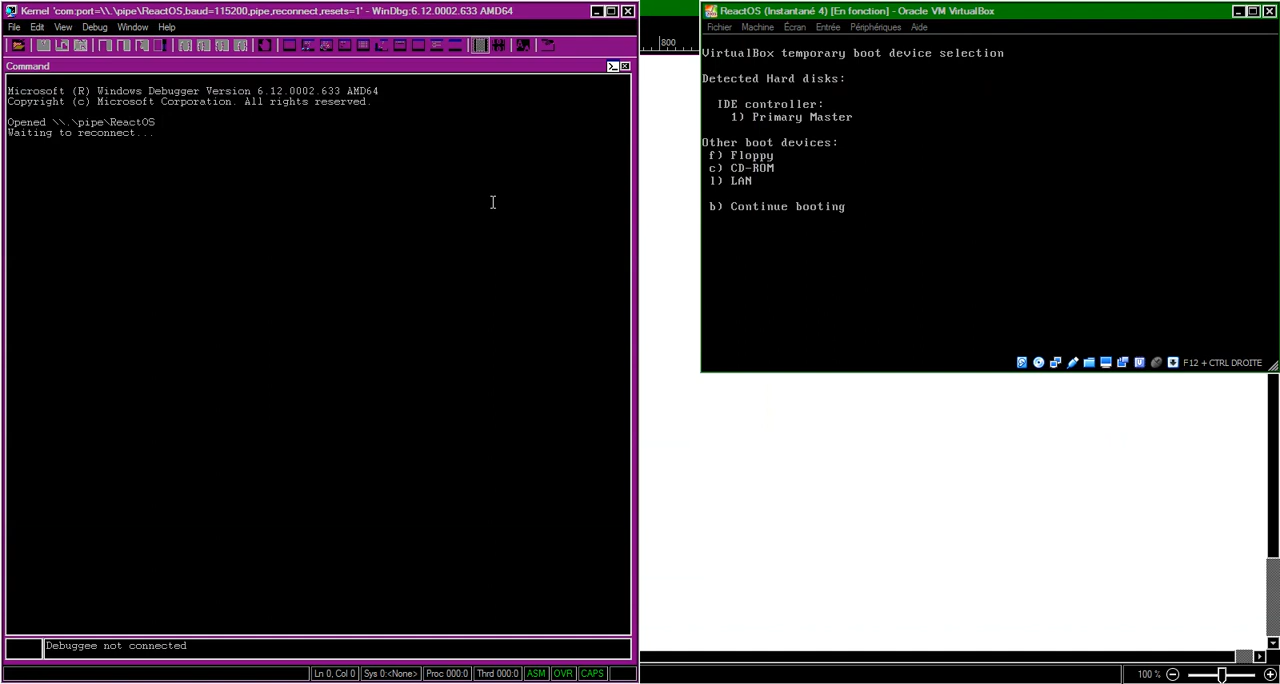 Kernel 'com:port=\\.\pipe\ReactOS,baud=115200,pipe,reconnect,resets=1' - WinDbg:6.12.0002.633 AMD64
File Edit View Debug Window Help
Command
Microsoft (R) Windows Debugger Version 6.12.0002.633 AMD64
Copyright (c) Microsoft Corporation. All rights reserved.
Opened \\.\pipe\ReactOS
Waiting to reconnect...
Debuggee not connected
Ln 0, Col 0 Sys 0:<None> Proc 000:0 Thrd 000:0 ASM OVR CAPS
800
ReactOS (Instantané 4) [En fonction] - Oracle VM VirtualBox
Fichier Machine Écran Entrée Périphériques Aide
VirtualBox temporary boot device selection
Detected Hard disks:
IDE controller:
1) Primary Master
Other boot devices:
f) Floppy
c) CD-ROM
l) LAN
b) Continue booting
F12 + CTRL DROITE
100 %